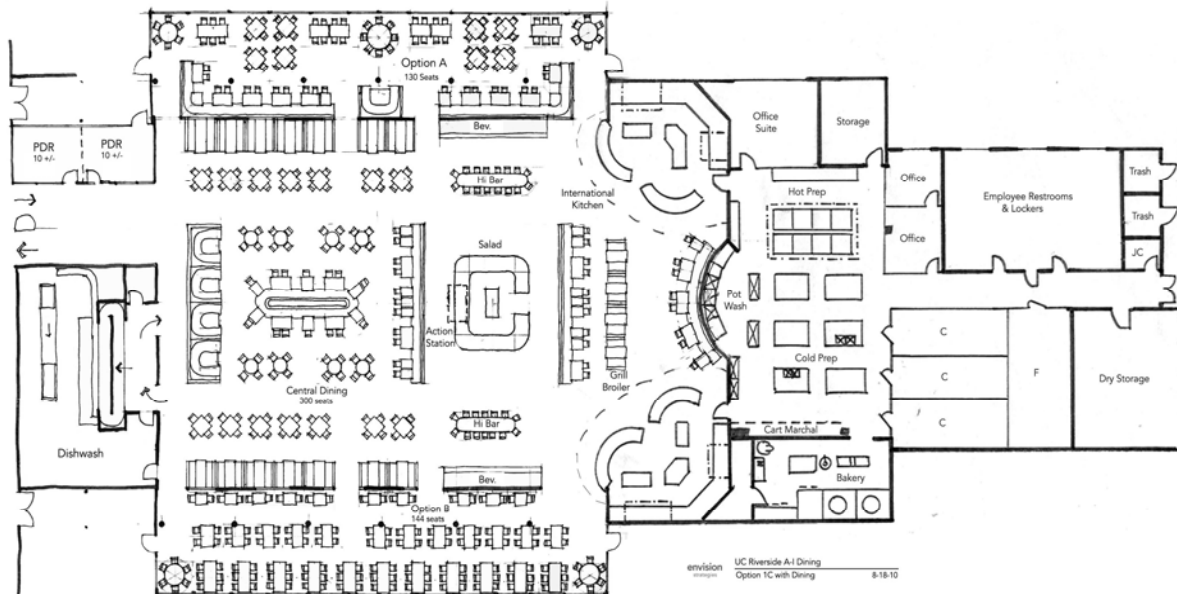 Option A
130 Seats
PDR
10 +/-
PDR
10 +/-
Bev.
Hi Bar
International
Kitchen
Office
Suite
Storage
Hot Prep
Office
Office
Employee Restrooms
& Lockers
Trash
Trash
JC
Salad
Action
Station
Pot
Wash
Cold Prep
Grill
Broiler
C
C
C
F
Dry Storage
Central Dining
300 seats
Hi Bar
Cart Marchal
Dishwash
Bev.
Bakery
Option B
144 seats
envision
strategies
UC Riverside A-I Dining
Option 1C with Dining
8-18-10